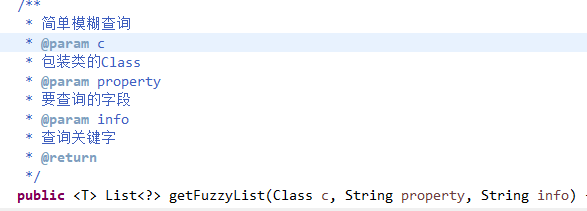 /**
* 简单模糊查询
* @param c
* 包装类的Class
* @param property
* 要查询的字段
* @param info
* 查询关键字
* @return
*/
public <T> List<?> getFuzzyList(Class c, String property, String info)